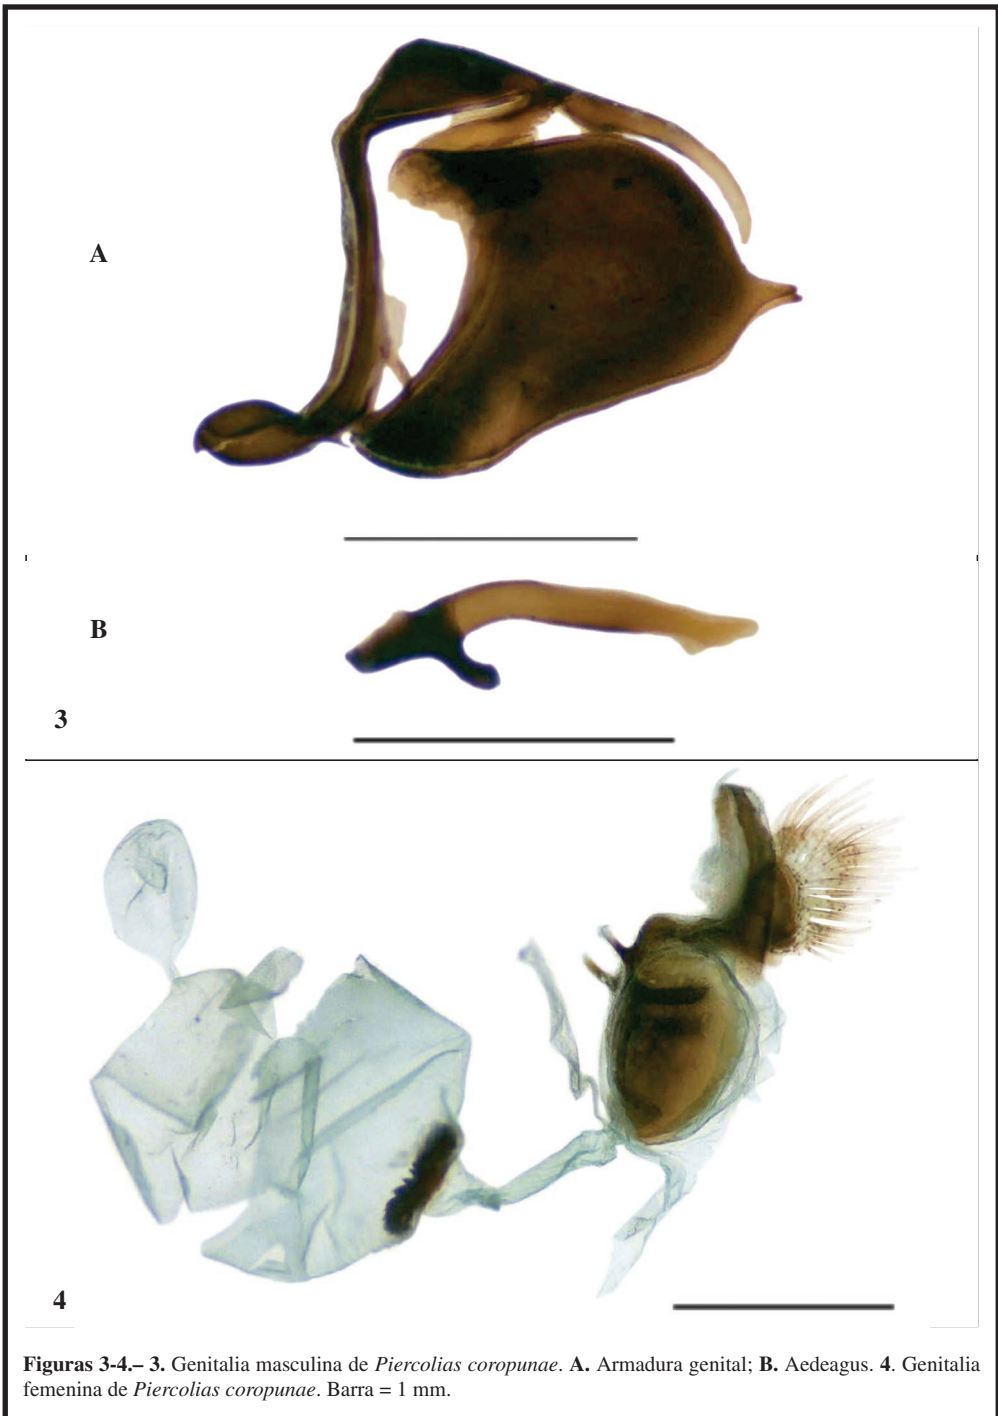 A
B
3
4
Figuras 3-4.– 3. Genitalia masculina de Piercolias coropunae. A. Armadura genital; B. Aedeagus. 4. Genitalia
femenina de Piercolias coropunae. Barra = 1 mm.